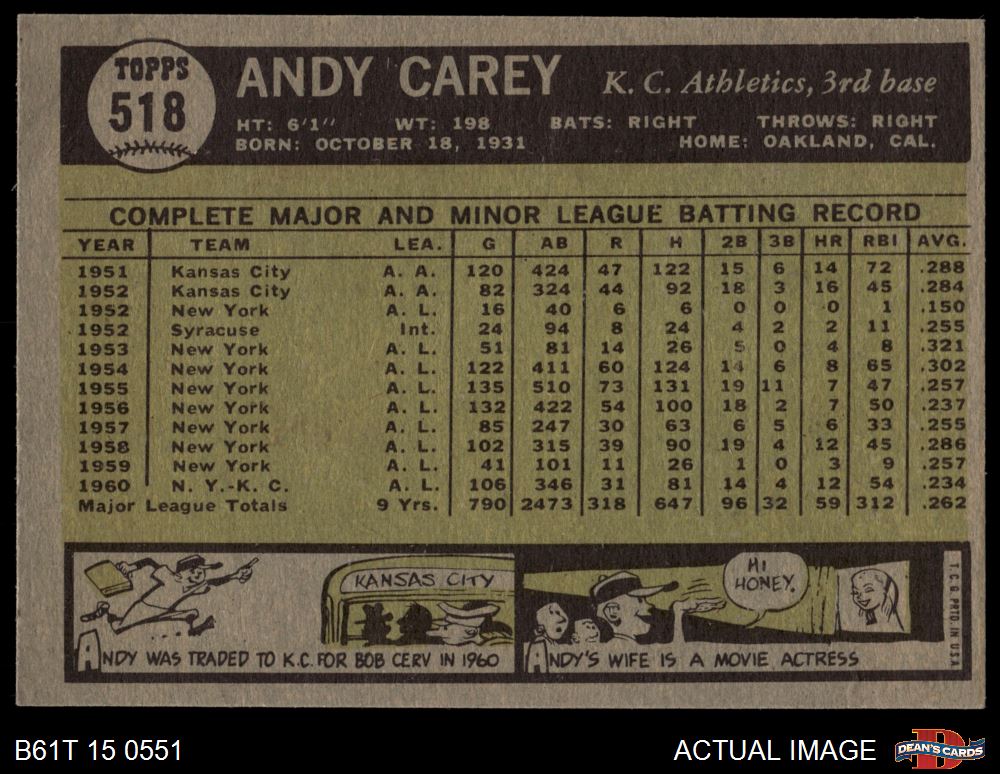 TOPPS
518
ANDY CAREY K. C. Athletics, 3rd base
HT: 6'1" WT: 198 BATS: RIGHT THROWS: RIGHT
BORN: OCTOBER 18, 1931 HOME: OAKLAND, CAL.
COMPLETE MAJOR AND MINOR LEAGUE BATTING RECORD
YEAR TEAM LEA. G AB R H 2B 3B HR RBI AVG.
1951 Kansas City A. A. 120 424 47 122 15 6 14 72 .288
1952 Kansas City A. A. 82 324 44 92 18 3 16 45 .284
1952 New York A. L. 16 40 6 6 0 0 0 1 .150
1952 Syracuse Int. 24 94 8 24 4 2 2 11 .255
1953 New York A. L. 51 81 14 26 5 0 4 8 .321
1954 New York A. L. 122 411 60 124 14 6 8 65 .302
1955 New York A. L. 135 510 73 131 19 11 7 47 .257
1956 New York A. L. 132 422 54 100 18 2 7 50 .237
1957 New York A. L. 85 247 30 63 6 5 6 33 .255
1958 New York A. L. 102 315 39 90 19 4 12 45 .286
1959 New York A. L. 41 101 11 26 1 0 3 9 .257
1960 N. Y.-K. C. A. L. 106 346 31 81 14 4 12 54 .234
Major League Totals 9 Yrs. 790 2473 318 647 96 32 59 312 .262
KANSAS CITY
ANDY WAS TRADED TO K.C. FOR BOB CERV IN 1960
HI
HONEY.
ANDY'S WIFE IS A MOVIE ACTRESS
T. C. G. PRTD. IN U.S.A.
B61T 15 0551
ACTUAL IMAGE
DEAN'S CARDS